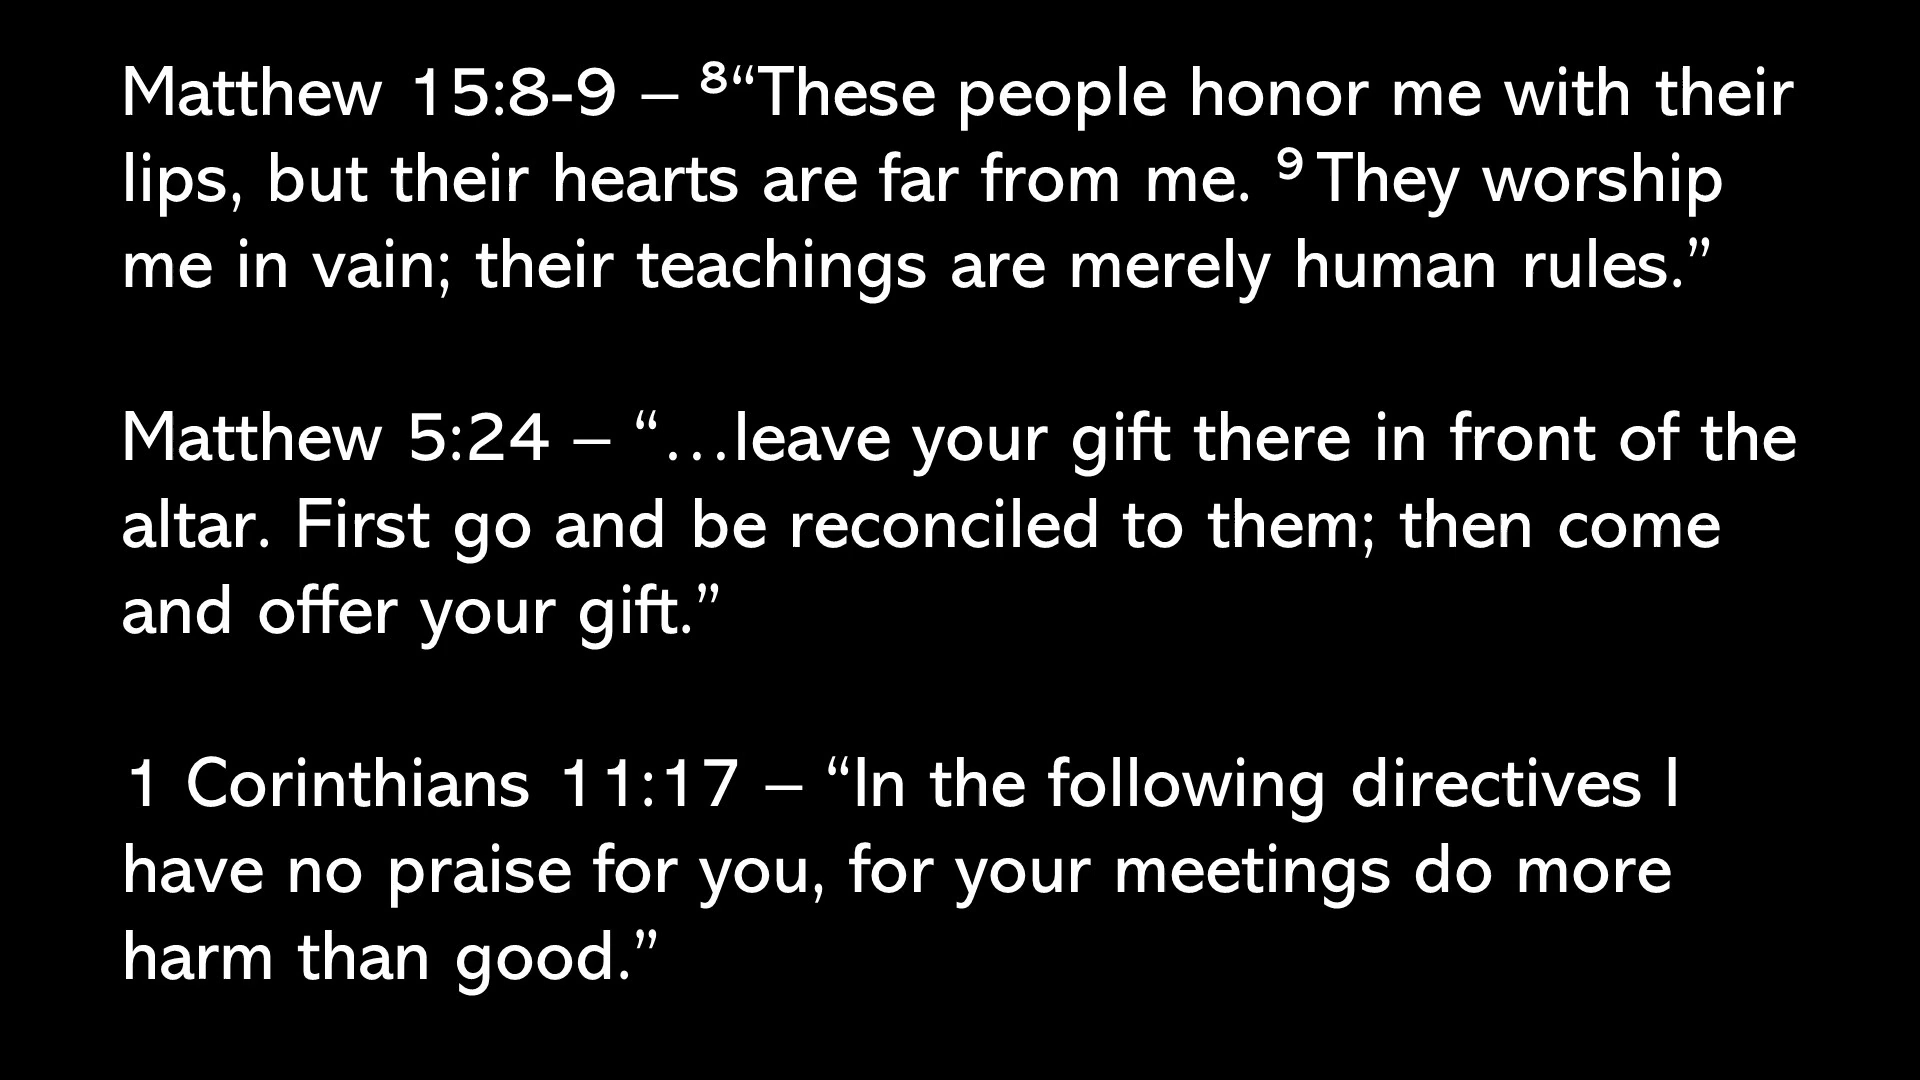 Matthew 15:8-9 – ⁸“These people honor me with their
lips, but their hearts are far from me. ⁹ They worship
me in vain; their teachings are merely human rules.”
Matthew 5:24 – “…leave your gift there in front of the
altar. First go and be reconciled to them; then come
and offer your gift.”
1 Corinthians 11:17 – “In the following directives I
have no praise for you, for your meetings do more
harm than good.”